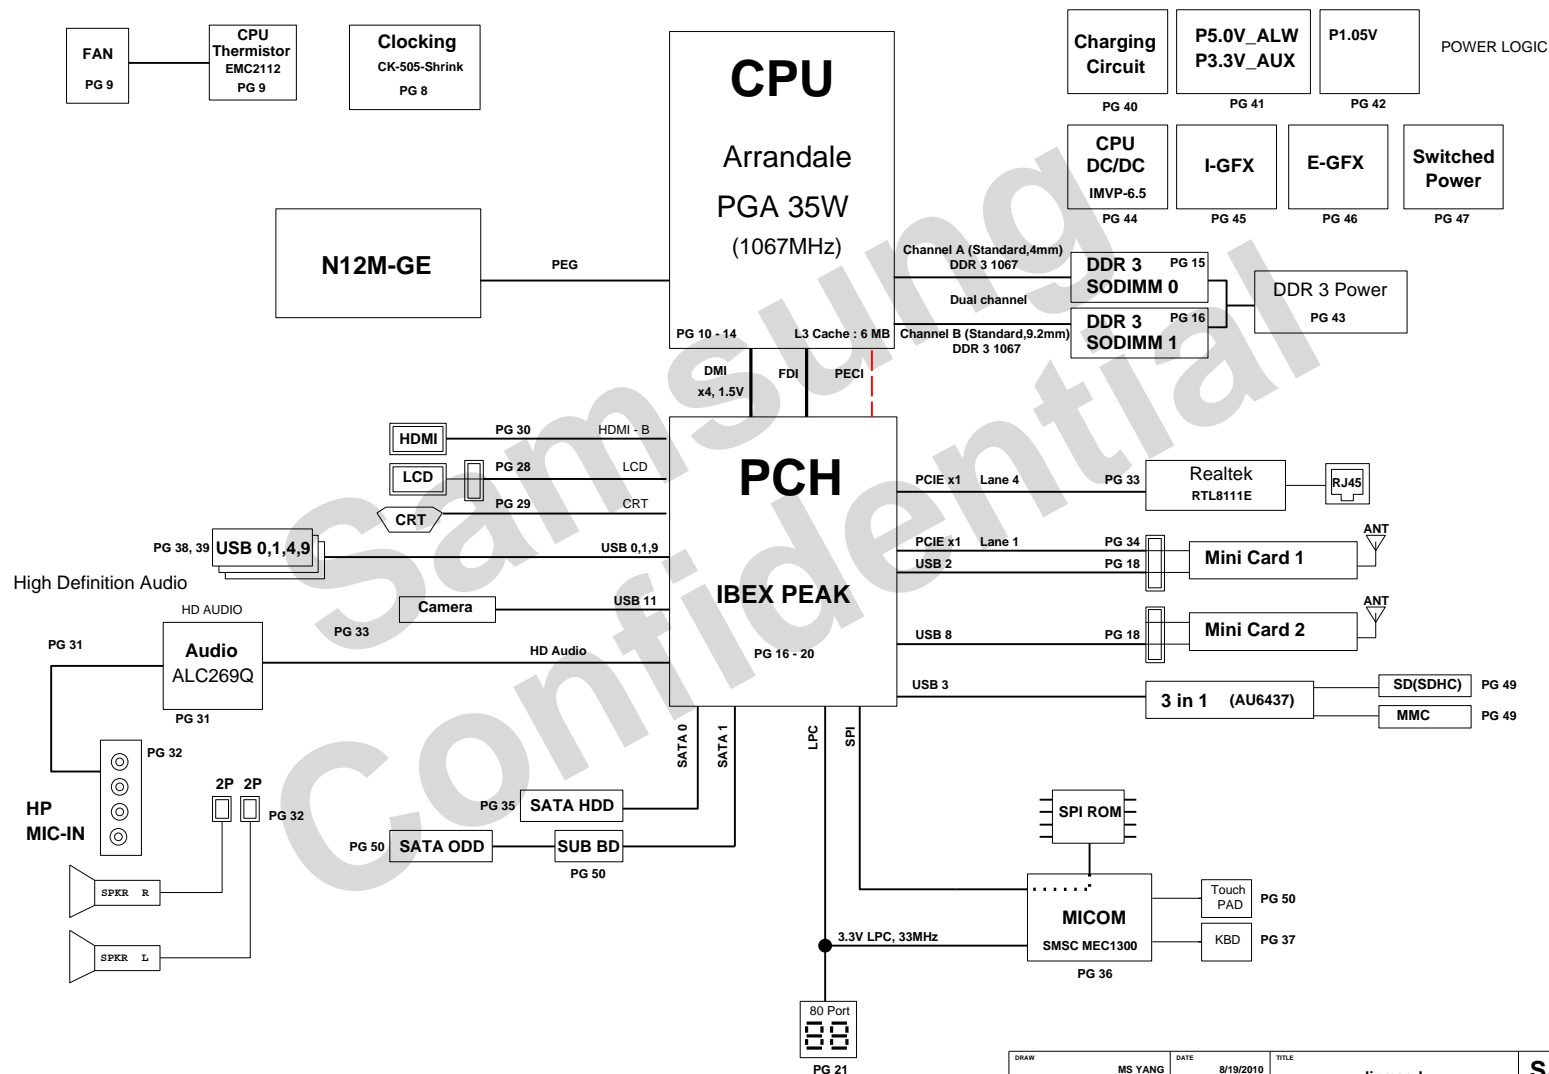 FAN
PG 9
CPU
Thermistor
EMC2112
PG 9
Clocking
CK-505-Shrink
PG 8
CPU
Arrandale
PGA 35W
(1067MHz)
PG 10 - 14
L3 Cache : 6 MB
Charging
Circuit
PG 40
P5.0V_ALW
P3.3V_AUX
PG 41
P1.05V
PG 42
POWER LOGIC
CPU
DC/DC
IMVP-6.5
PG 44
I-GFX
PG 45
E-GFX
PG 46
Switched
Power
PG 47
N12M-GE
PEG
Channel A (Standard,4mm)
DDR 3 1067
Dual channel
Channel B (Standard,9.2mm)
DDR 3 1067
DDR 3
PG 15
SODIMM 0
DDR 3
PG 16
SODIMM 1
DDR 3 Power
PG 43
DMI
x4, 1.5V
FDI
PECI
PCH
IBEX PEAK
PG 16 - 20
HDMI
PG 30
HDMI - B
LCD
PG 28
LCD
CRT
PG 29
CRT
PG 38, 39
USB 0,1,4,9
USB 0,1,9
High Definition Audio
Camera
USB 11
PG 33
HD AUDIO
Audio
ALC269Q
PG 31
HD Audio
PG 31
PG 32
HP
MIC-IN
2P
2P
PG 32
SPKR R
SPKR L
PCIE x1
Lane 4
PG 33
Realtek
RTL8111E
RJ45
PCIE x1
Lane 1
PG 34
USB 2
PG 18
Mini Card 1
ANT
USB 8
PG 18
Mini Card 2
ANT
USB 3
3 in 1
(AU6437)
SD(SDHC)
PG 49
MMC
PG 49
SATA 0
SATA 1
LPC
SPI
PG 35
SATA HDD
PG 50
SATA ODD
SUB BD
PG 50
SPI ROM
MICOM
SMSC MEC1300
PG 36
Touch
PAD
PG 50
KBD
PG 37
3.3V LPC, 33MHz
80 Port
88
PG 21
DRAW
MS YANG
DATE
8/19/2010
TITLE
Samsung
Confidential